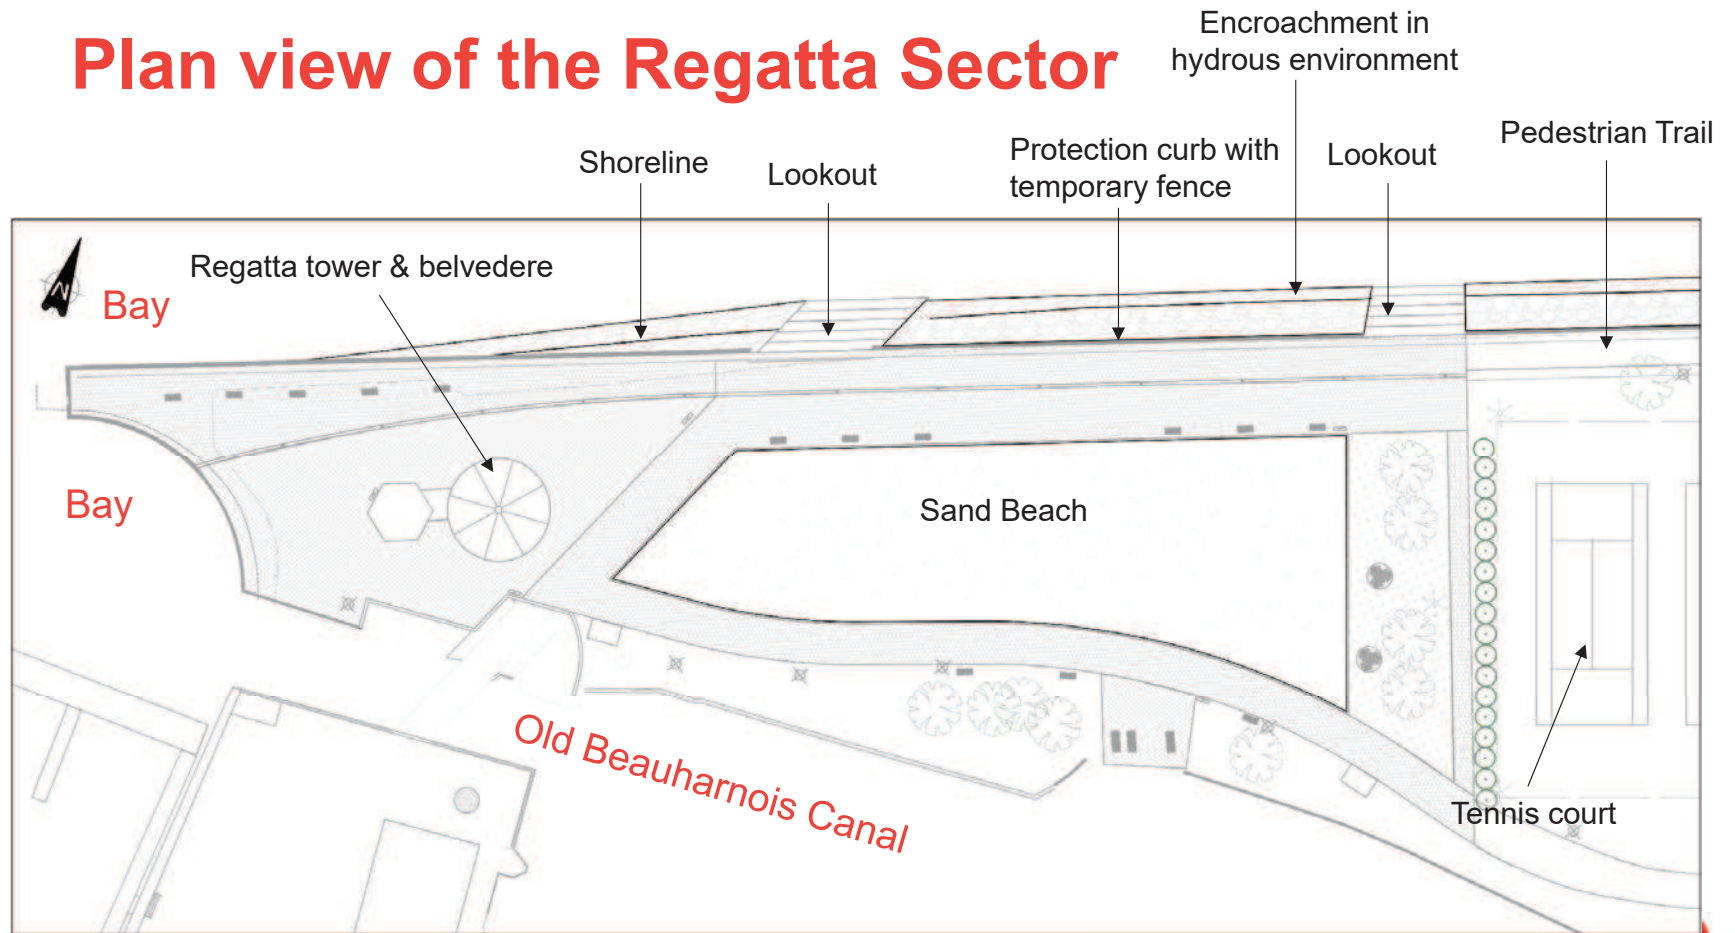 Plan view of the Regatta Sector
Encroachment in
hydrous environment
Pedestrian Trail
Protection curb with
temporary fence
Lookout
Shoreline
Lookout
Regatta tower & belvedere
N
Bay
Bay
Sand Beach
Old Beauharnois Canal
Tennis court